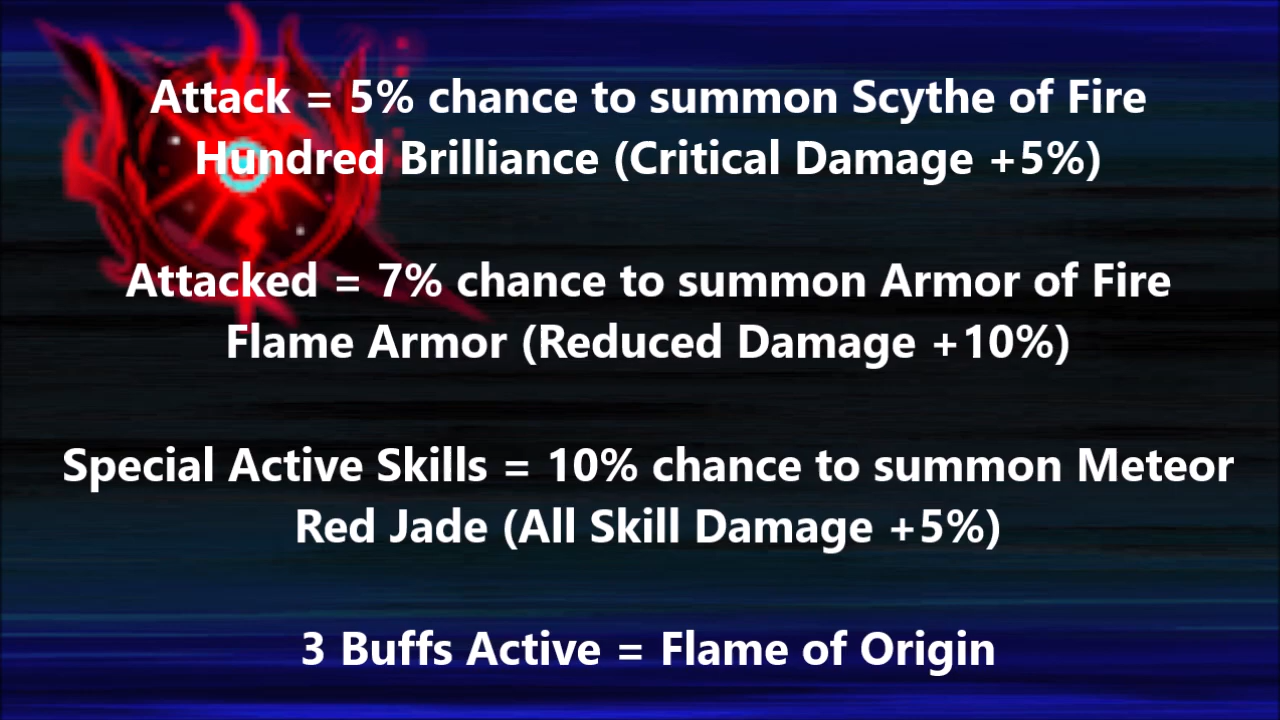 Attack = 5% chance to summon Scythe of Fire
Hundred Brilliance (Critical Damage +5%)
Attacked = 7% chance to summon Armor of Fire
Flame Armor (Reduced Damage +10%)
Special Active Skills = 10% chance to summon Meteor
Red Jade (All Skill Damage +5%)
3 Buffs Active = Flame of Origin